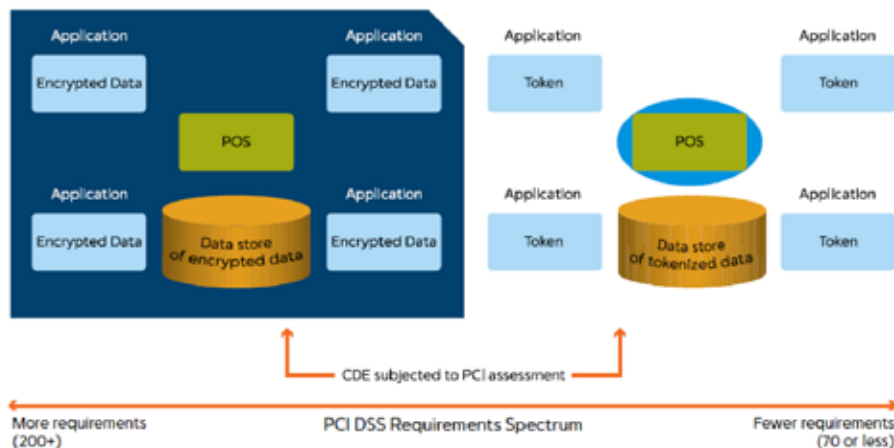 Application
Encrypted Data
Application
Encrypted Data
POS
Application
Encrypted Data
Data store
of encrypted data
Application
Encrypted Data
Application
Token
Application
Token
POS
Application
Token
Data store
of tokenized data
Application
Token
CDE subjected to PCI assessment
More requirements
(200+)
PCI DSS Requirements Spectrum
Fewer requirements
(70 or less)